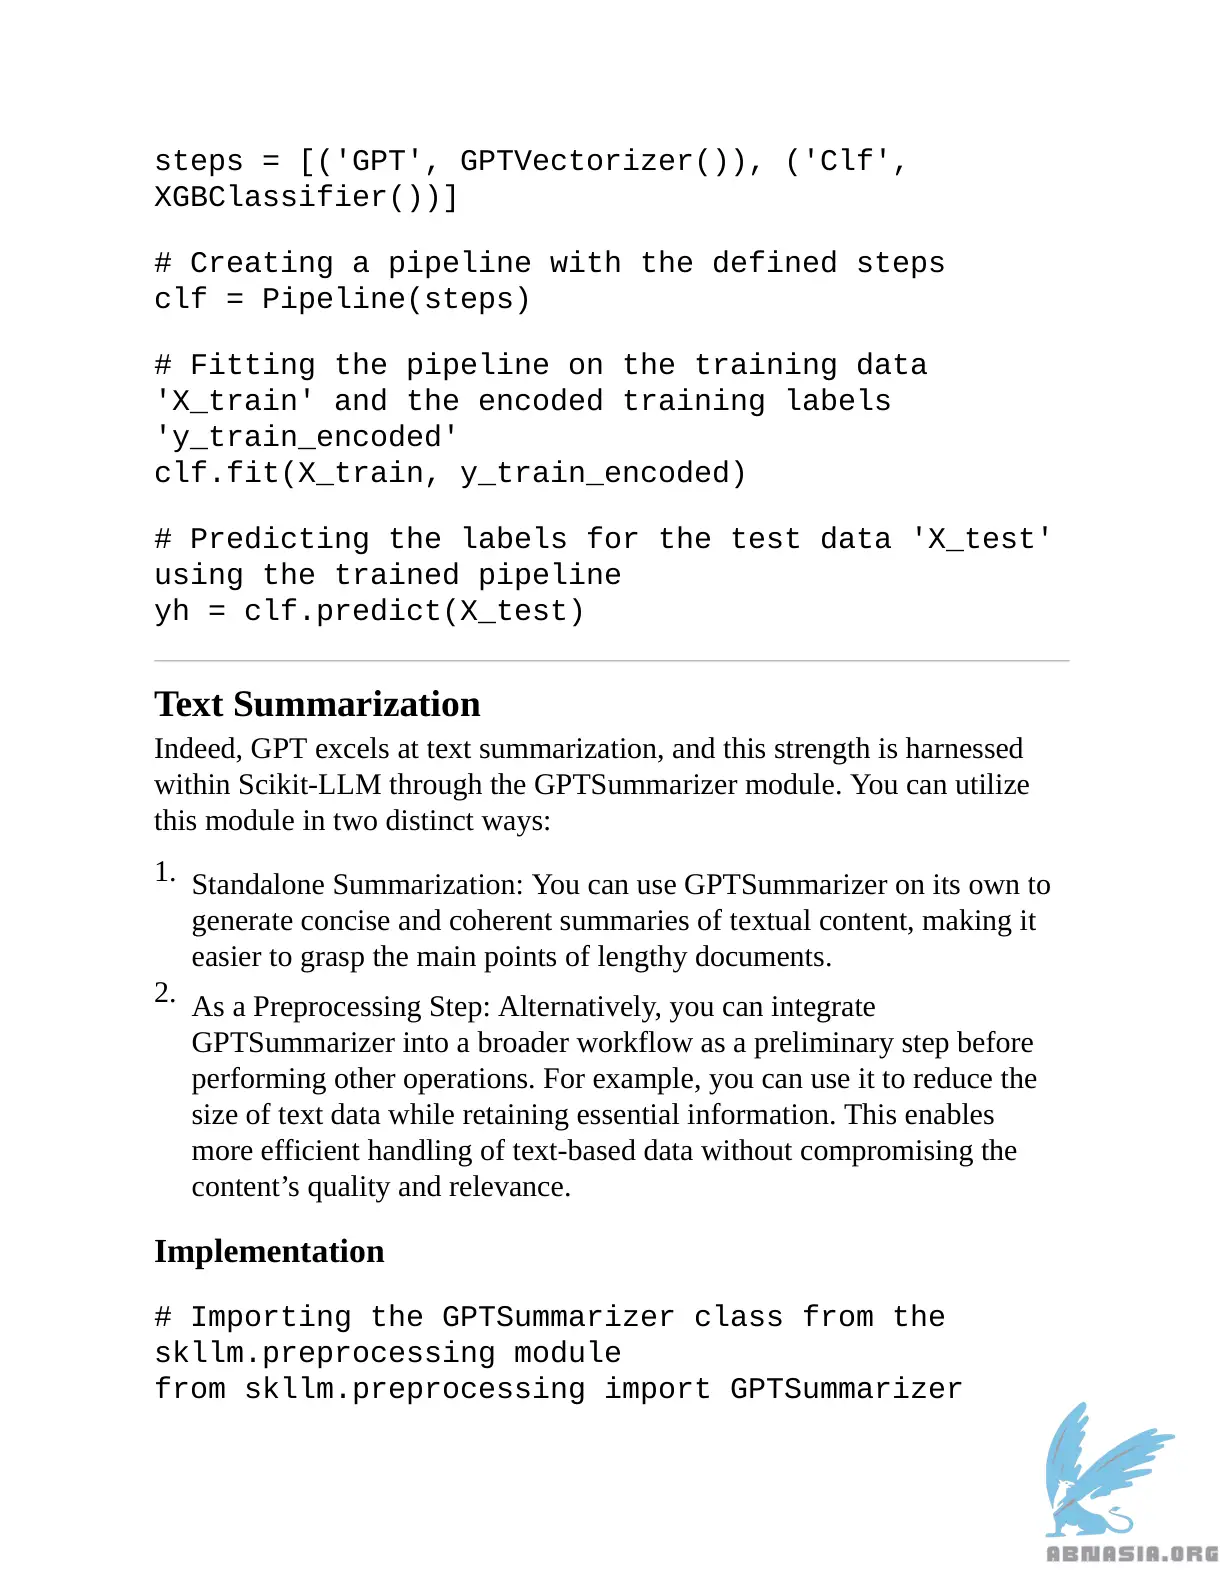 steps = [('GPT', GPTVectorizer()), ('Clf',
XGBClassifier())]
# Creating a pipeline with the defined steps
clf = Pipeline(steps)
# Fitting the pipeline on the training data
'X_train' and the encoded training labels
'y_train_encoded'
clf.fit(X_train, y_train_encoded)
# Predicting the labels for the test data 'X_test'
using the trained pipeline
yh = clf.predict(X_test)
Text Summarization
Indeed, GPT excels at text summarization, and this strength is harnessed
within Scikit-LLM through the GPTSummarizer module. You can utilize
this module in two distinct ways:
1. Standalone Summarization: You can use GPTSummarizer on its own to
generate concise and coherent summaries of textual content, making it
easier to grasp the main points of lengthy documents.
2. As a Preprocessing Step: Alternatively, you can integrate
GPTSummarizer into a broader workflow as a preliminary step before
performing other operations. For example, you can use it to reduce the
size of text data while retaining essential information. This enables
more efficient handling of text-based data without compromising the
content’s quality and relevance.
Implementation
# Importing the GPTSummarizer class from the
skllm.preprocessing module
from skllm.preprocessing import GPTSummarizer
ABNASIA.ORG